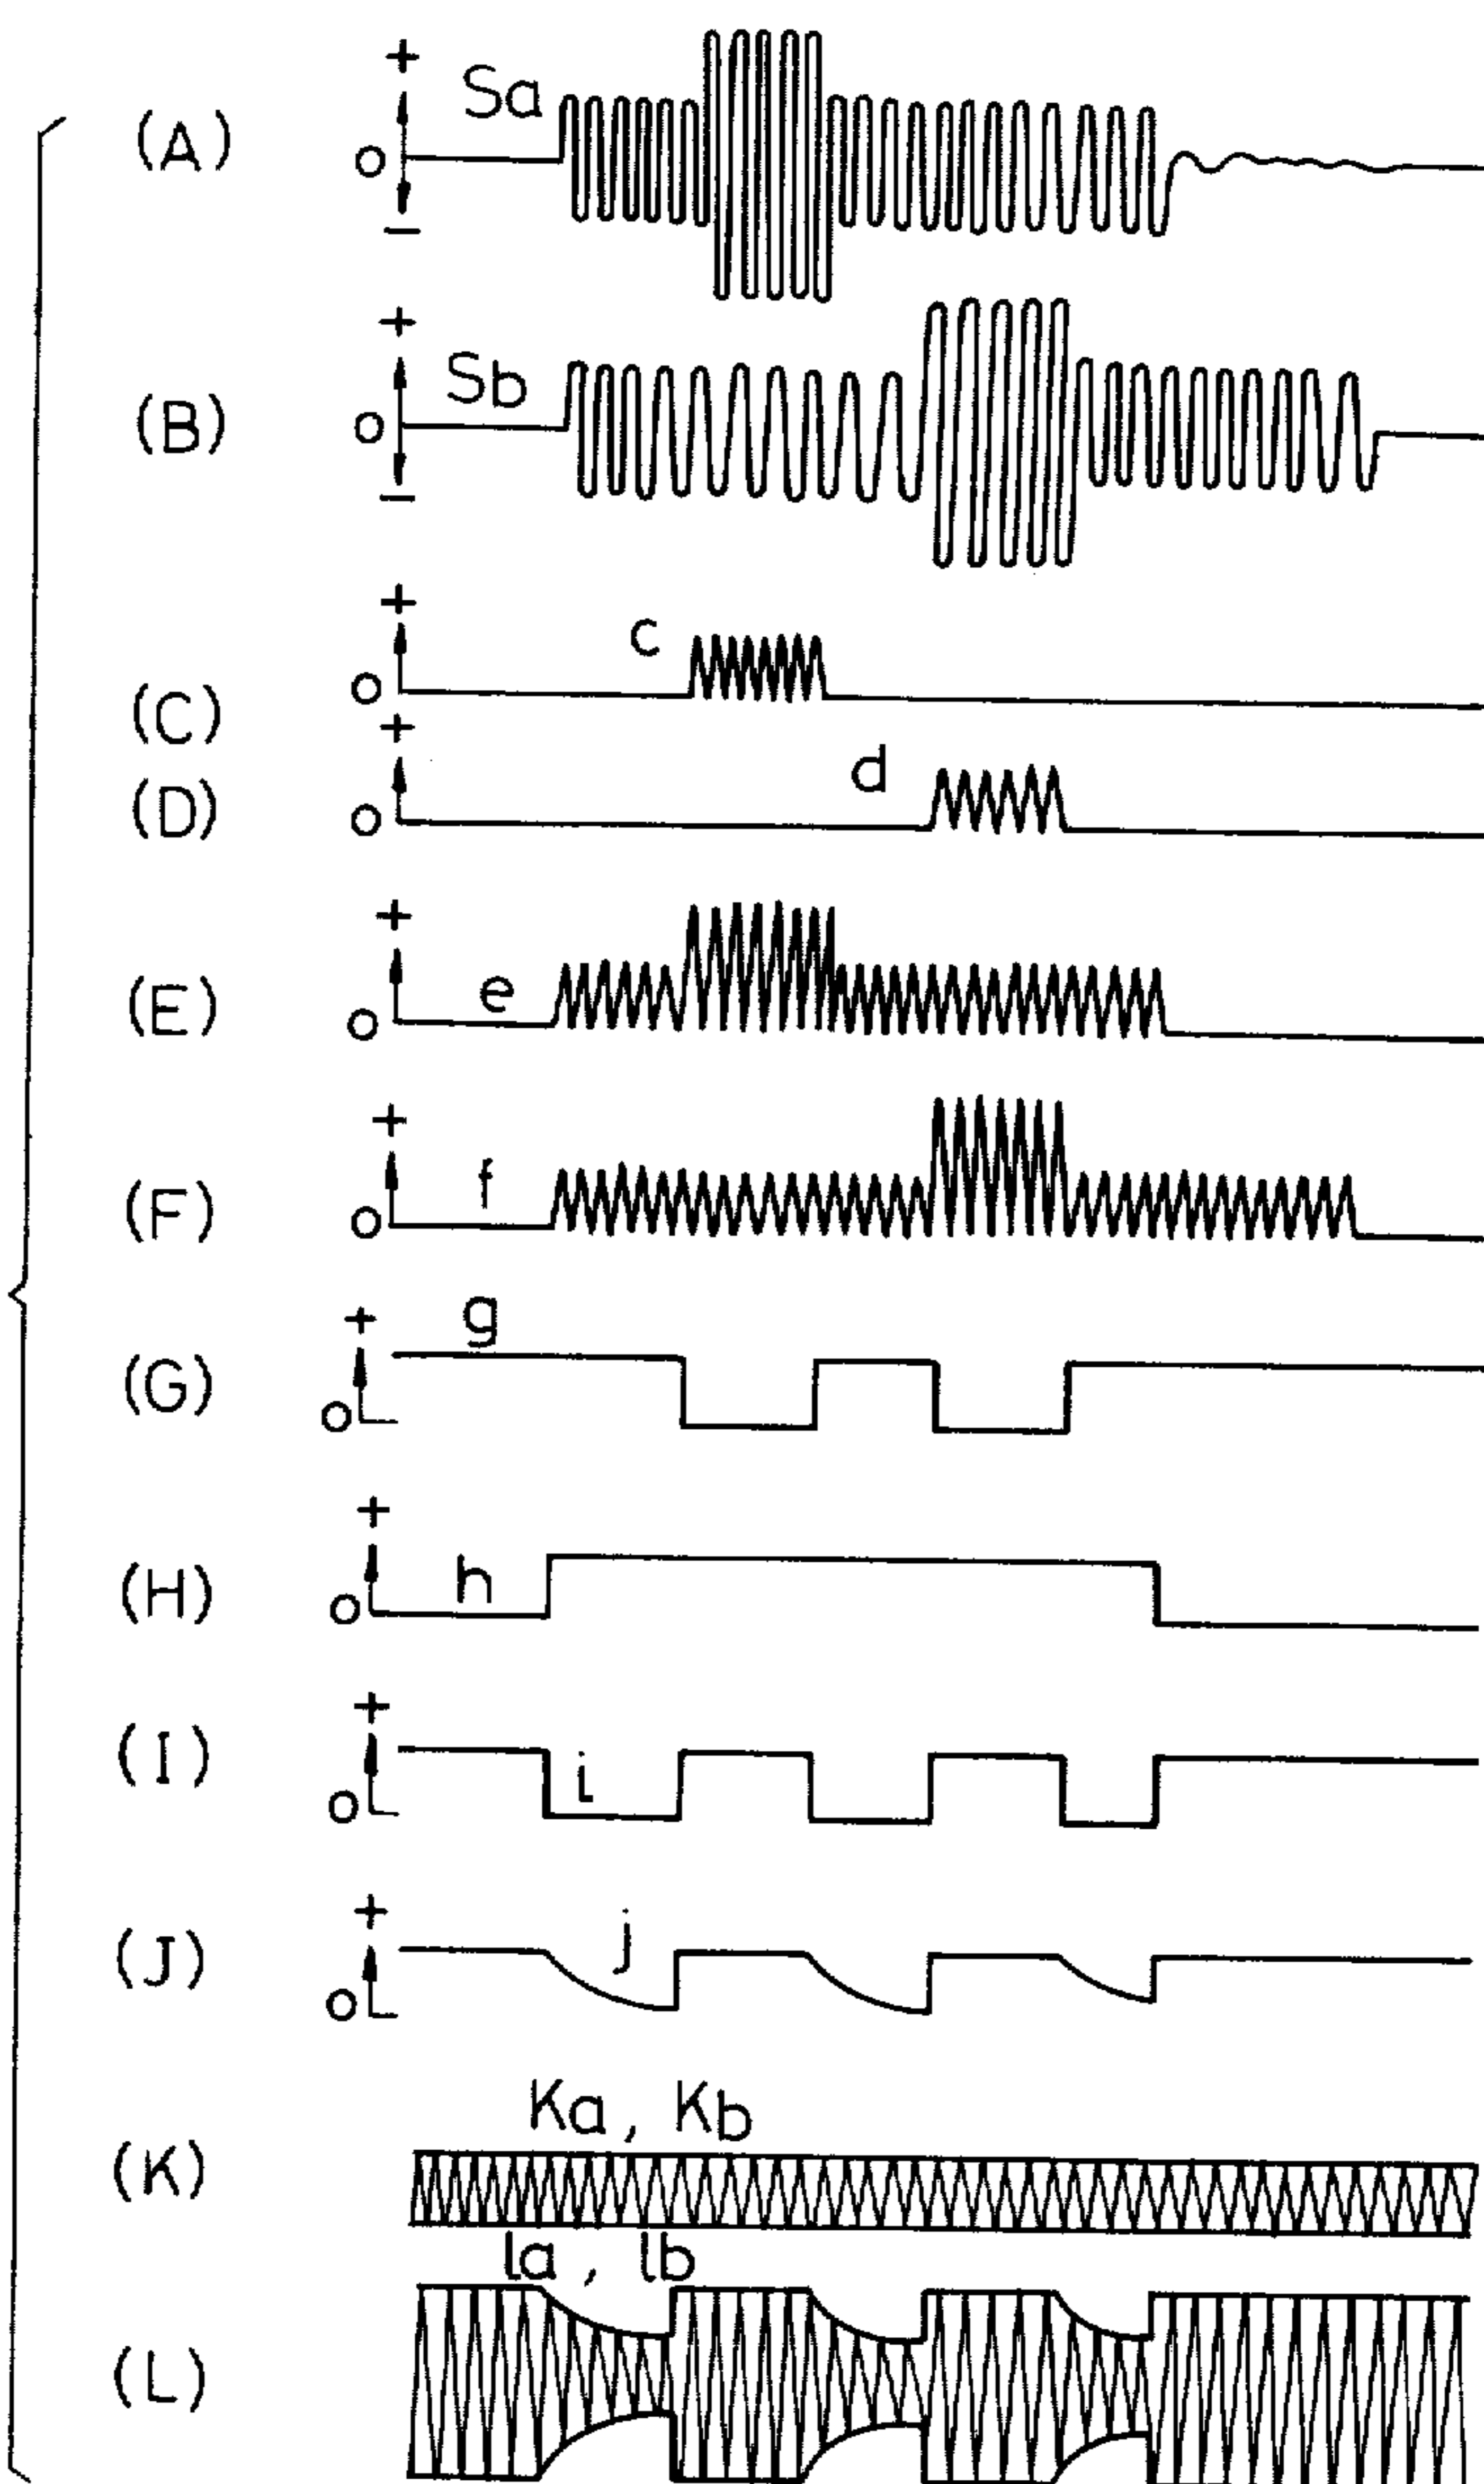 +
(A) Sa
O
−
+
(B) Sb
O
−
+
c
(C) O
+
d
(D) O
+
(E) O e
+
(F) O f
+ g
(G) O
+
(H) O h
+
(I) O i
+
(J) O j
Ka, Kb
(K)
la, lb
(L)